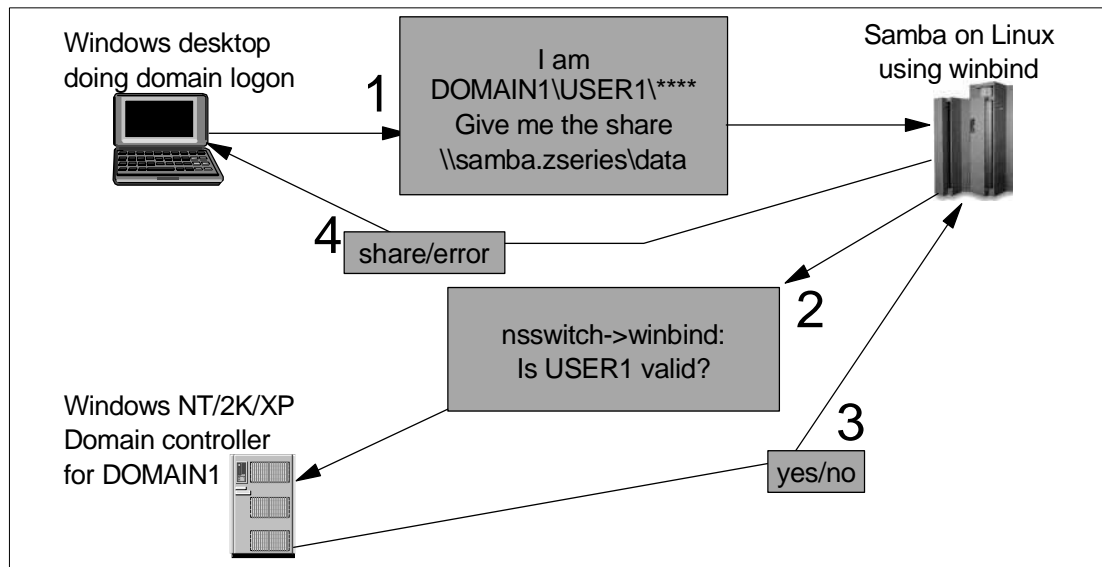 Windows desktop
doing domain logon
1
I am
DOMAIN1\USER1\****
Give me the share
\\samba.zseries\data
Samba on Linux
using winbind
4
share/error
2
nsswitch->winbind:
Is USER1 valid?
Windows NT/2K/XP
Domain controller
for DOMAIN1
3
yes/no